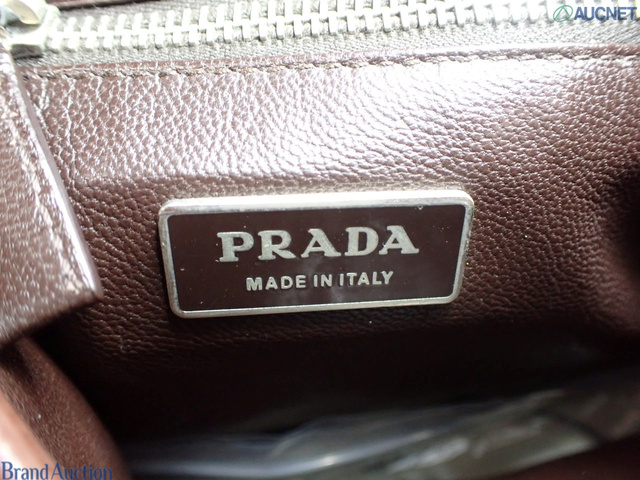 AUCNET
PRADA
MADE IN ITALY
Brand Auction